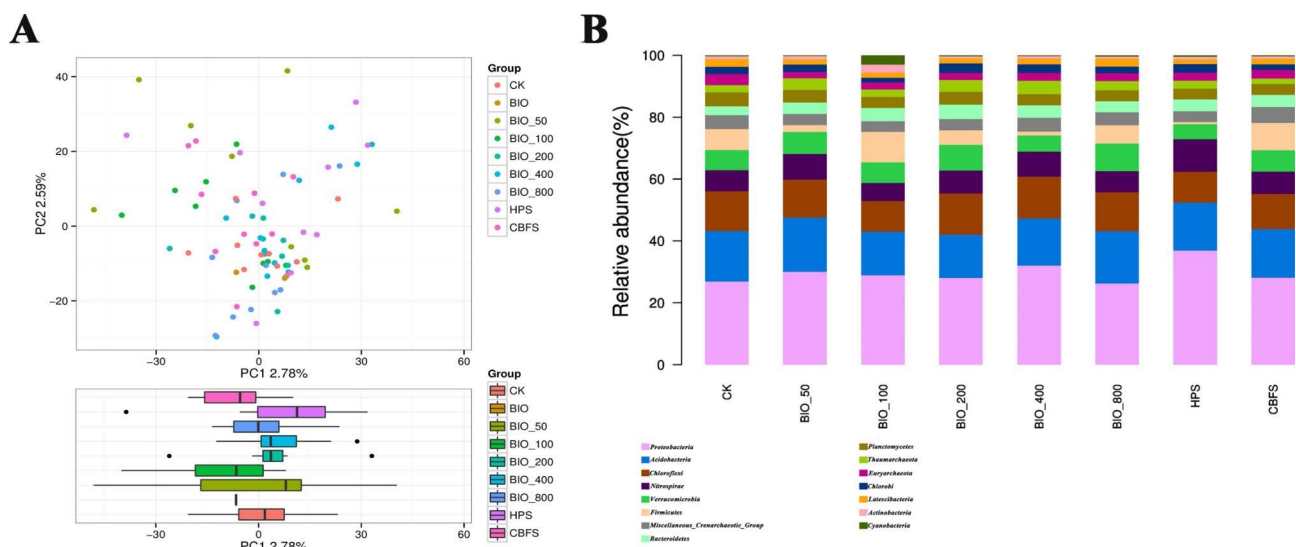 A
Group
CK
BIO
BIO_50
BIO_100
BIO_200
BIO_400
BIO_800
HPS
CBFS
PC2 2.59%
40
20
0
−20
−30
0
30
60
PC1 2.78%
Group
CK
BIO
BIO_50
BIO_100
BIO_200
BIO_400
BIO_800
HPS
CBFS
−30
0
30
60
PC1 2.78%
B
Relative abundance(%)
100
80
60
40
20
0
CK
BIO_50
BIO_100
BIO_200
BIO_400
BIO_800
HPS
CBFS
Proteobacteria
Acidobacteria
Chloroflexi
Nitrospirae
Verrucomicrobia
Firmicutes
Miscellaneous_Crenarchaeotic_Group
Bacteroidetes
Planctomycetes
Thaumarchaeota
Euryarchaeota
Chlorobi
Latescibacteria
Actinobacteria
Cyanobacteria